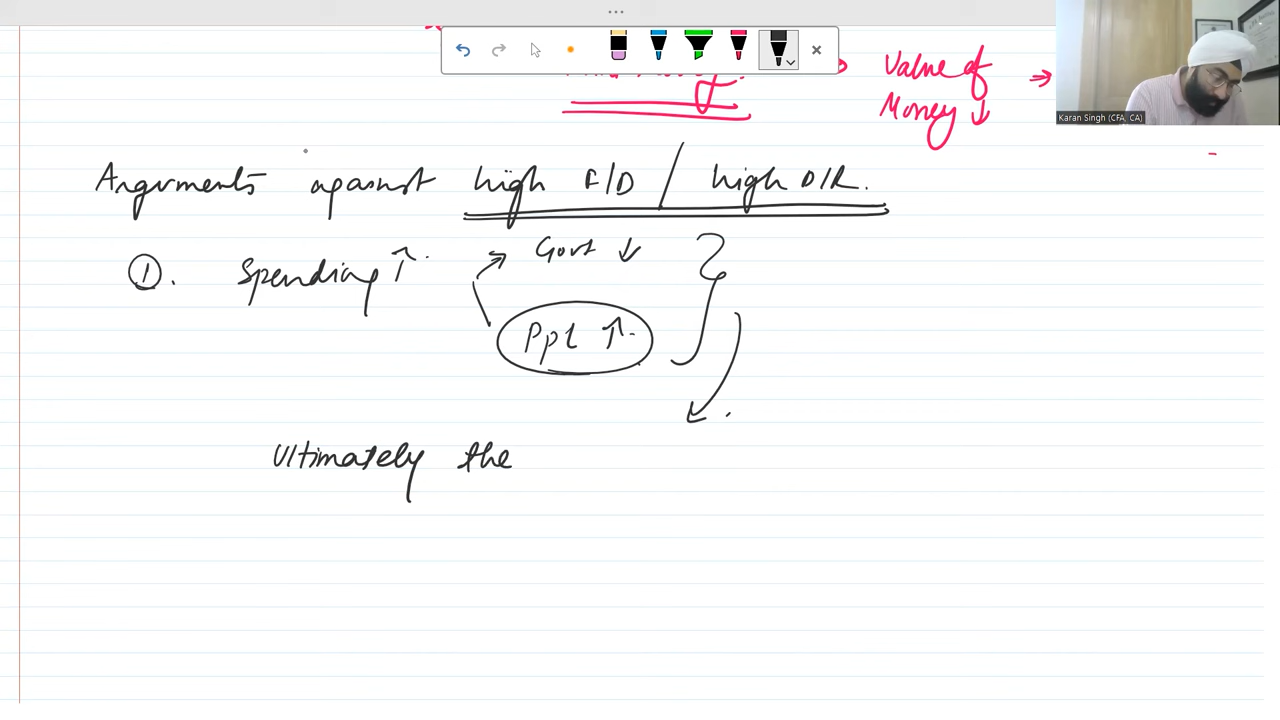 Value of →
Money ↓
Karan Singh (CFA, CA)
Arguments against high F/D / high D/R.
①. Spending ↑. Govt ↓
Ppl ↑.
Ultimately the